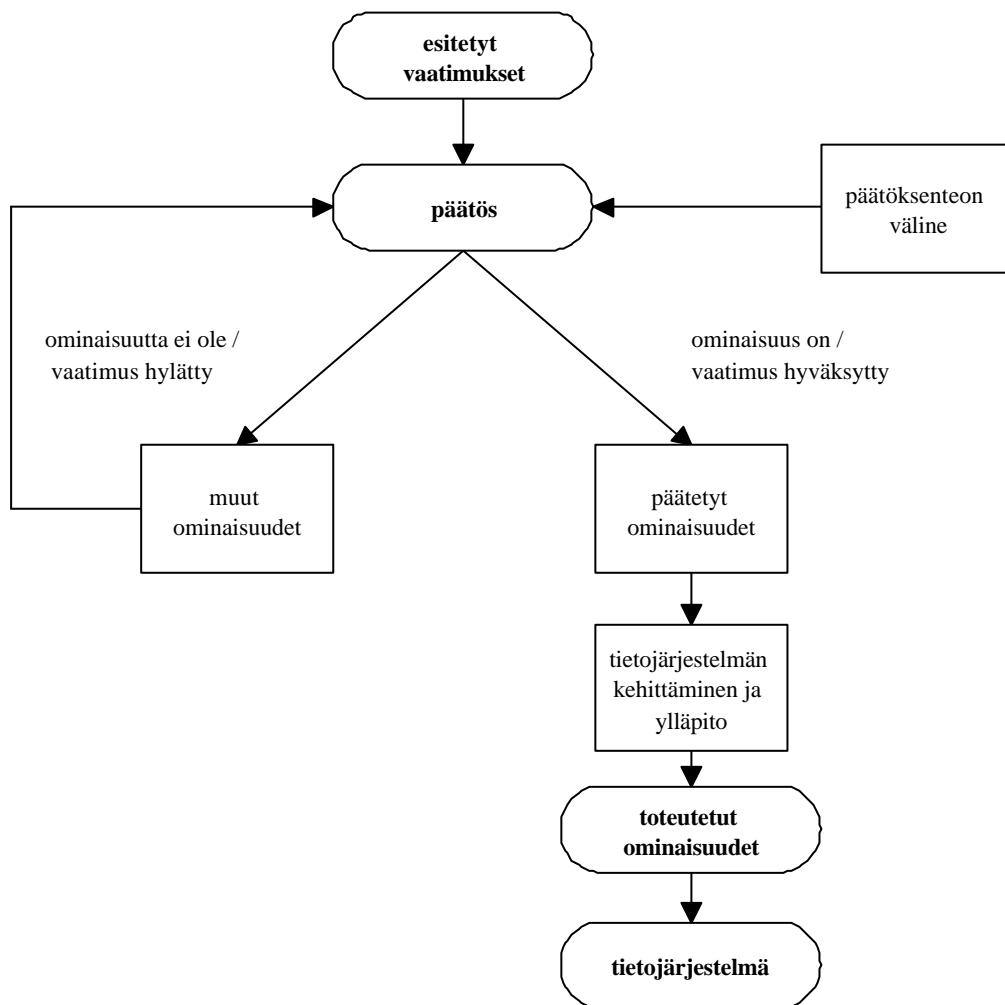 esitetyt
vaatimukset
päätös
päätöksenteon
väline
ominaisuutta ei ole /
vaatimus hylätty
ominaisuus on /
vaatimus hyväksytty
muut
ominaisuudet
päätetyt
ominaisuudet
tietojärjestelmän
kehittäminen ja
ylläpito
toteutetut
ominaisuudet
tietojärjestelmä